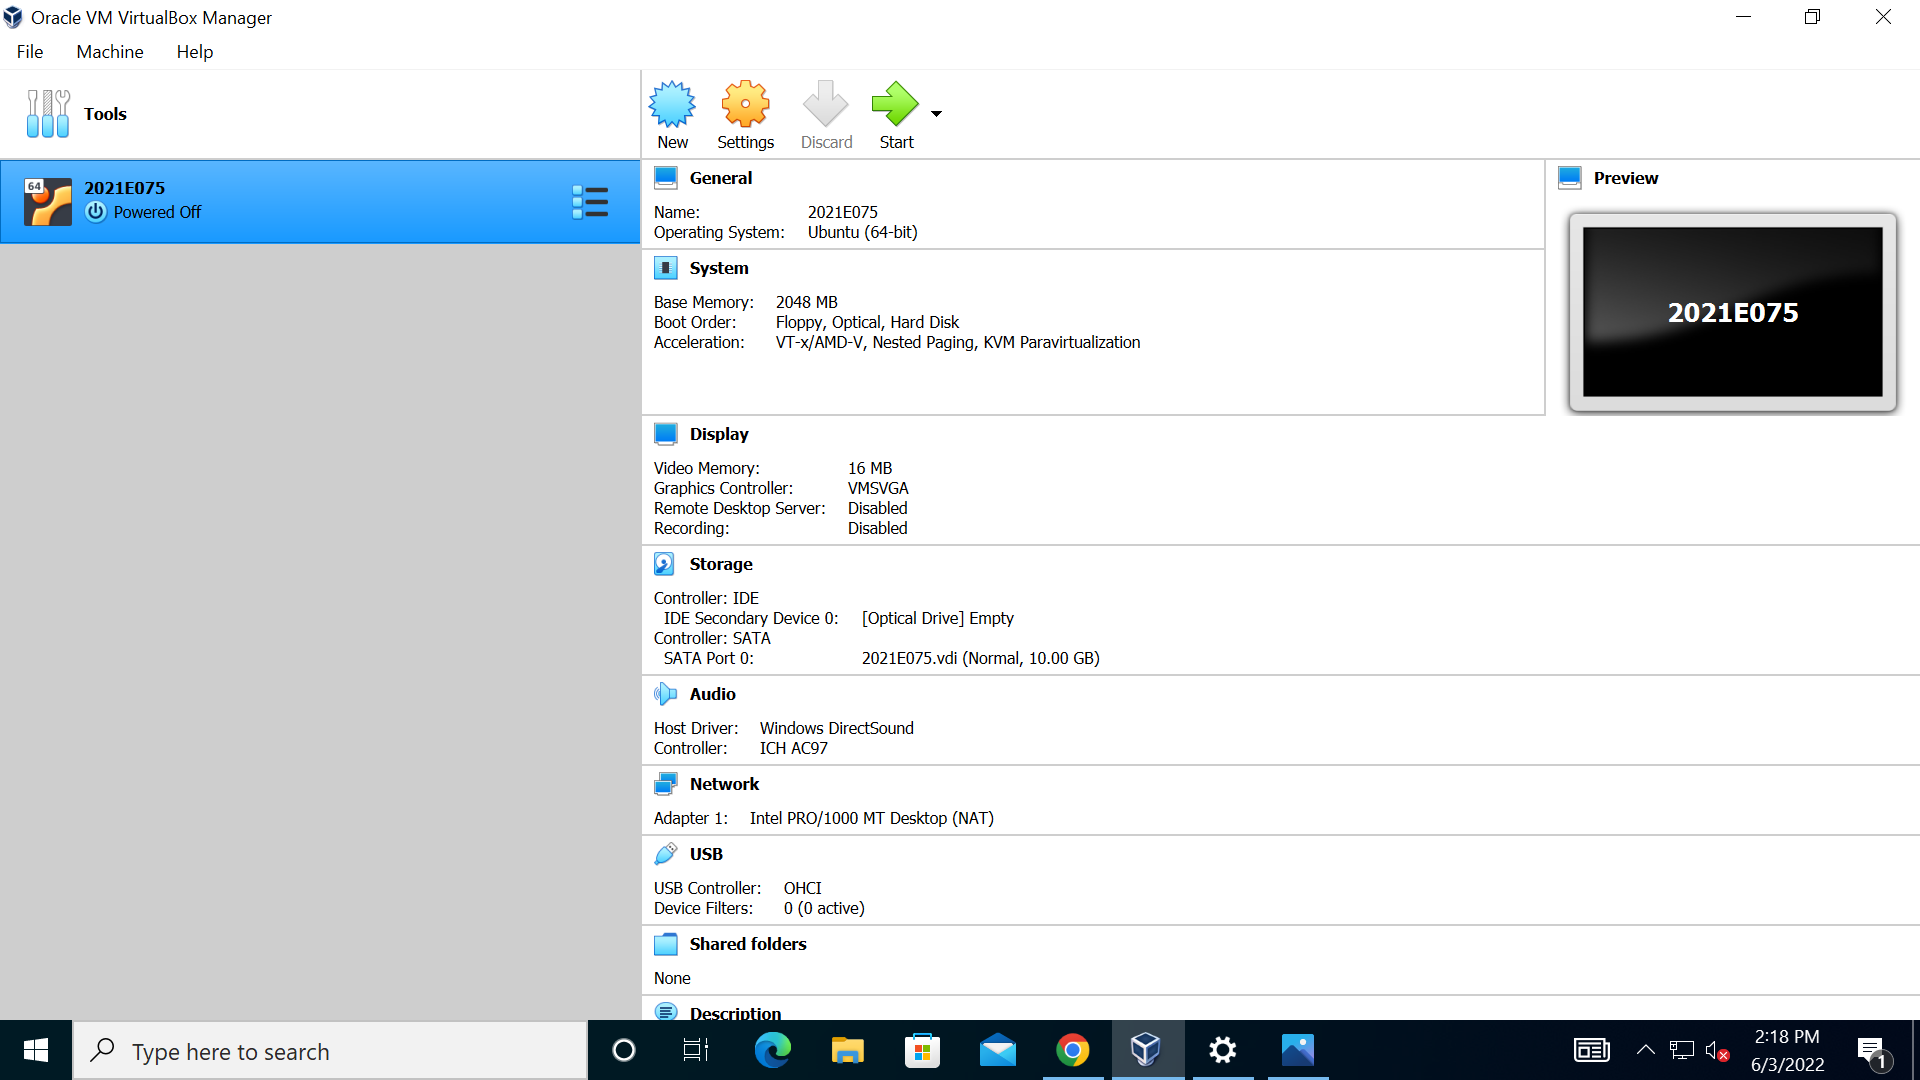 Oracle VM VirtualBox Manager
File Machine Help
Tools
New Settings Discard Start
64
2021E075
Powered Off
General
Name: 2021E075
Operating System: Ubuntu (64-bit)
Preview
2021E075
System
Base Memory: 2048 MB
Boot Order: Floppy, Optical, Hard Disk
Acceleration: VT-x/AMD-V, Nested Paging, KVM Paravirtualization
Display
Video Memory: 16 MB
Graphics Controller: VMSVGA
Remote Desktop Server: Disabled
Recording: Disabled
Storage
Controller: IDE
IDE Secondary Device 0: [Optical Drive] Empty
Controller: SATA
SATA Port 0: 2021E075.vdi (Normal, 10.00 GB)
Audio
Host Driver: Windows DirectSound
Controller: ICH AC97
Network
Adapter 1: Intel PRO/1000 MT Desktop (NAT)
USB
USB Controller: OHCI
Device Filters: 0 (0 active)
Shared folders
None
Description
Type here to search
2:18 PM
6/3/2022
1